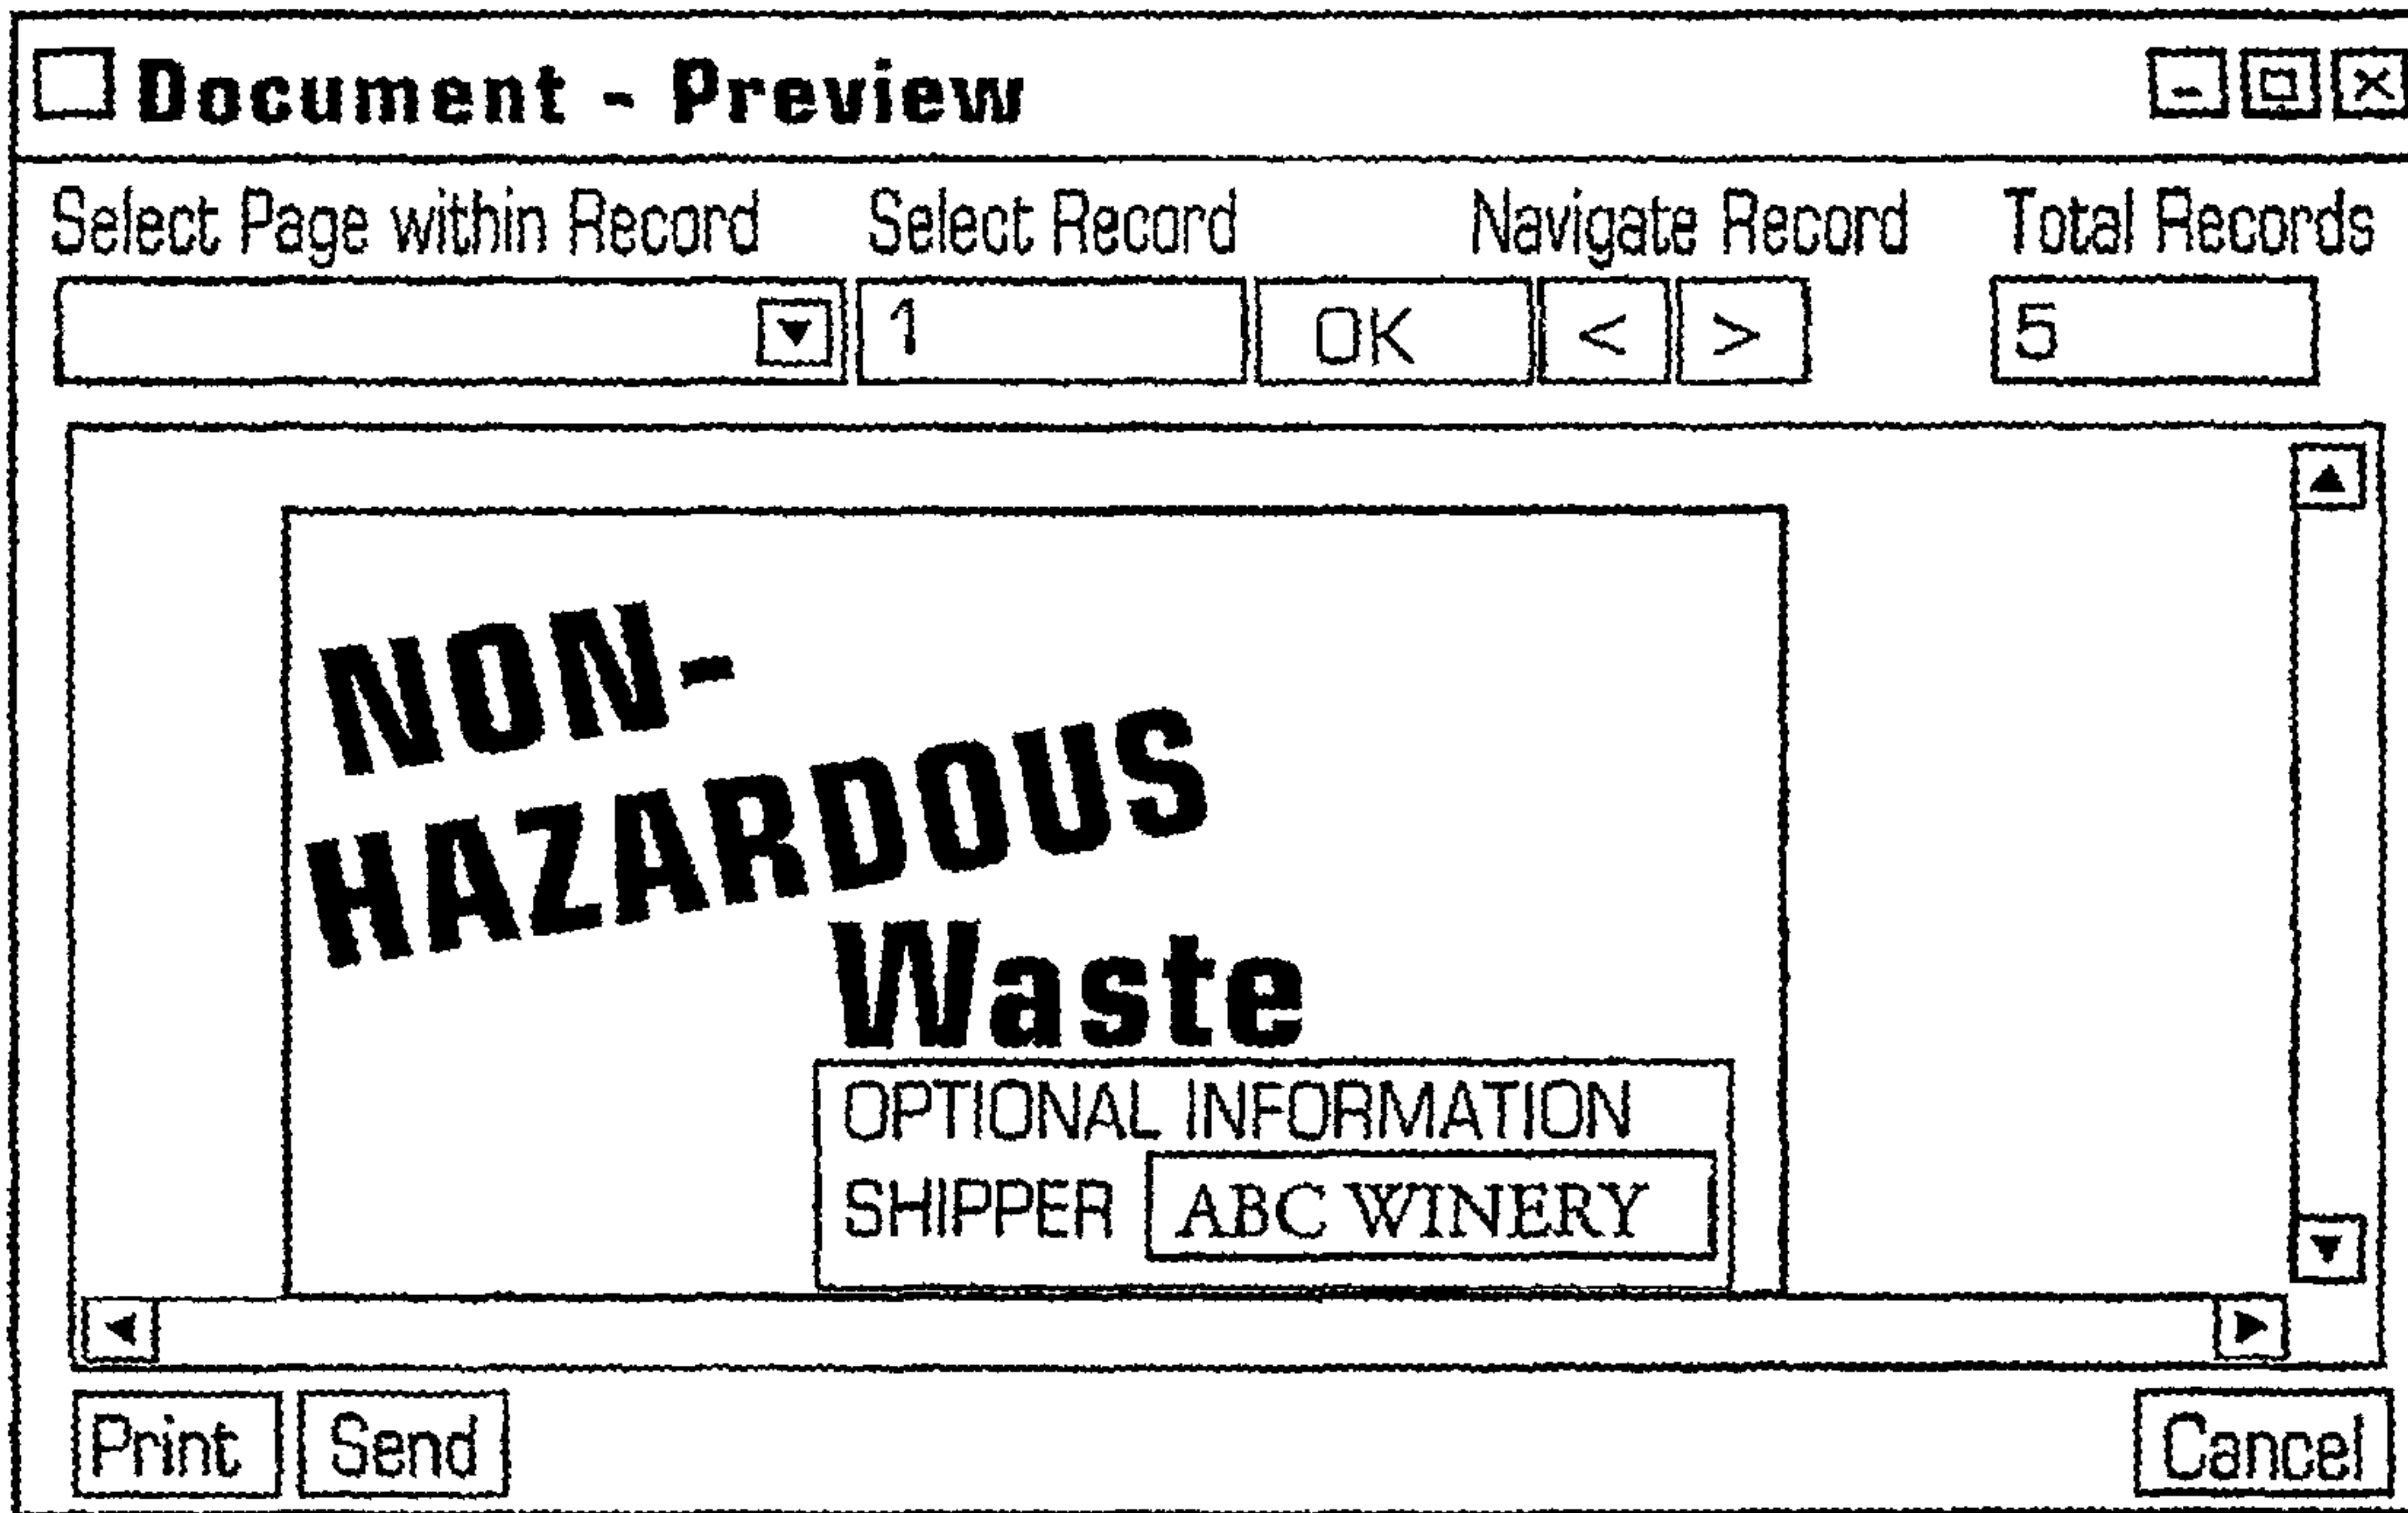 Document - Preview
Select Page within Record Select Record Navigate Record Total Records
1 OK < > 5
NON-
HAZARDOUS
Waste
OPTIONAL INFORMATION
SHIPPER ABC WINERY
Print Send Cancel